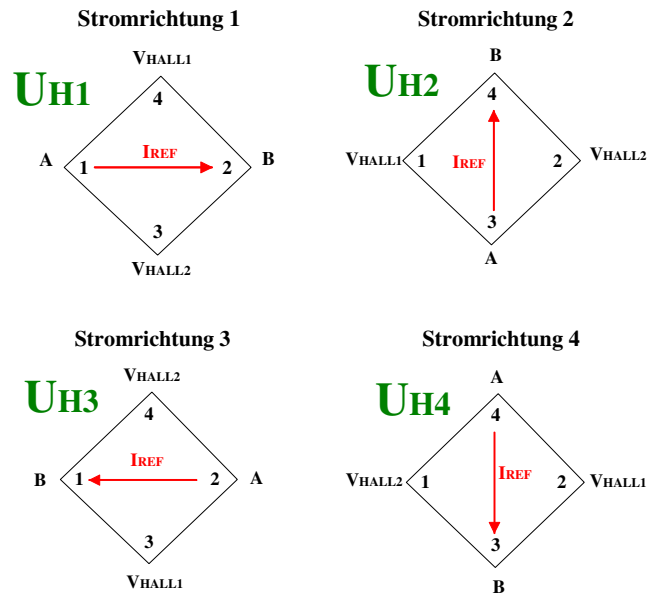 Stromrichtung 1
VHALL1
UH1
4
A 1 IREF 2 B
3
VHALL2
Stromrichtung 2
B
UH2
4
VHALL1 1 IREF 2 VHALL2
3
A
Stromrichtung 3
VHALL2
UH3
4
B 1 IREF 2 A
3
VHALL1
Stromrichtung 4
A
UH4
4
VHALL2 1 IREF 2 VHALL1
3
B